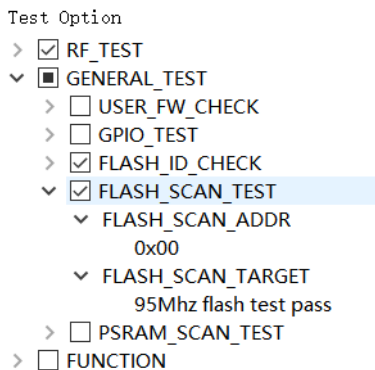 Test Option
RF_TEST
GENERAL_TEST
USER_FW_CHECK
GPIO_TEST
FLASH_ID_CHECK
FLASH_SCAN_TEST
FLASH_SCAN_ADDR
0x00
FLASH_SCAN_TARGET
95Mhz flash test pass
PSRAM_SCAN_TEST
FUNCTION